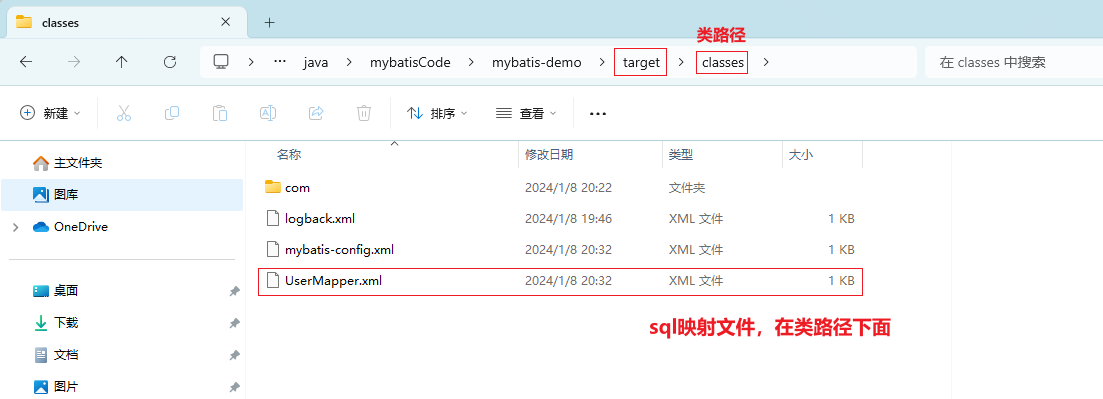 classes
类路径
java mybatisCode mybatis-demo target classes
在 classes 中搜索
新建 排序 查看
名称 修改日期 类型 大小
主文件夹
图库
OneDrive
桌面
下载
文档
图片
com 2024/1/8 20:22 文件夹
logback.xml 2024/1/8 19:46 XML 文件 1 KB
mybatis-config.xml 2024/1/8 20:32 XML 文件 1 KB
UserMapper.xml 2024/1/8 20:32 XML 文件 1 KB
sql映射文件，在类路径下面